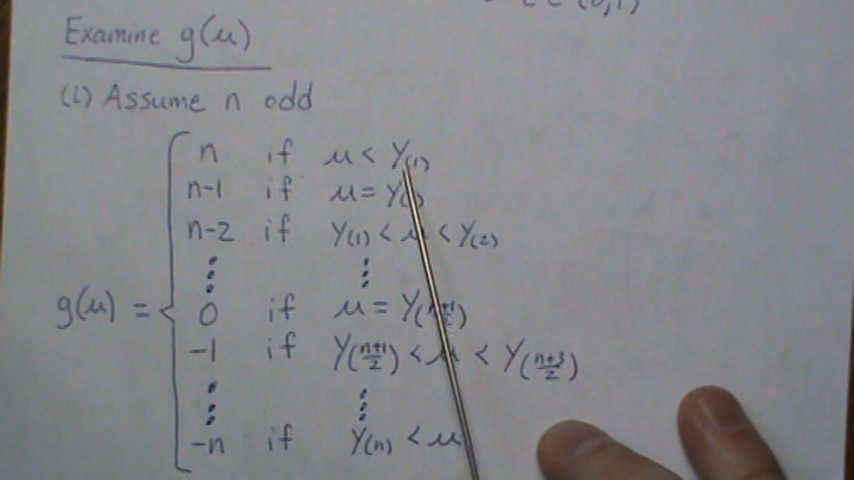 ∈ (0,1)
Examine g(μ)
(i) Assume n odd
n if μ < Y(1)
n-1 if μ = Y()
n-2 if Y(1) < μ < Y(2)
⋮ ⋮
g(μ) = { 0 if μ = Y(n+1/2)
-1 if Y(n+1/2) < μ < Y(n+3/2)
⋮ ⋮
-n if Y(n) < μ